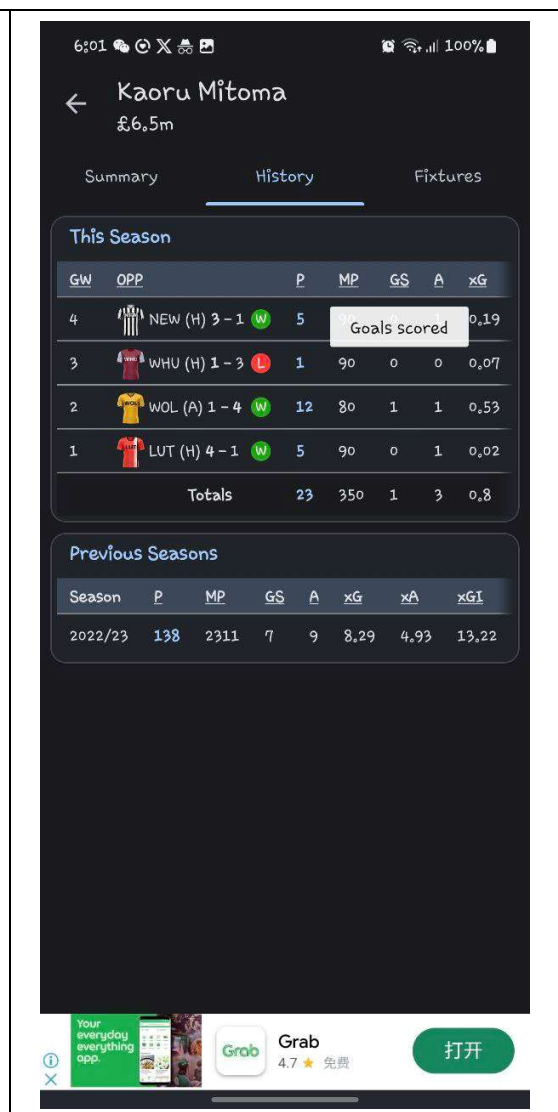 6:01 100%
Kaoru Mitoma
£6.5m
Summary History Fixtures
This Season
GW OPP P MP GS A xG
4 NEW (H) 3 - 1 W 5 Goals scored 0.19
3 WHU (H) 1 - 3 L 1 90 0 0 0.07
2 WOL (A) 1 - 4 W 12 80 1 1 0.53
1 LUT (H) 4 - 1 W 5 90 0 1 0.02
Totals 23 350 1 3 0.8
Previous Seasons
Season P MP GS A xG xA xGI
2022/23 138 2311 7 9 8.29 4.93 13.22
Your
everyday
everything
app.
Grab
Grab
4.7 ★ 免费
打开